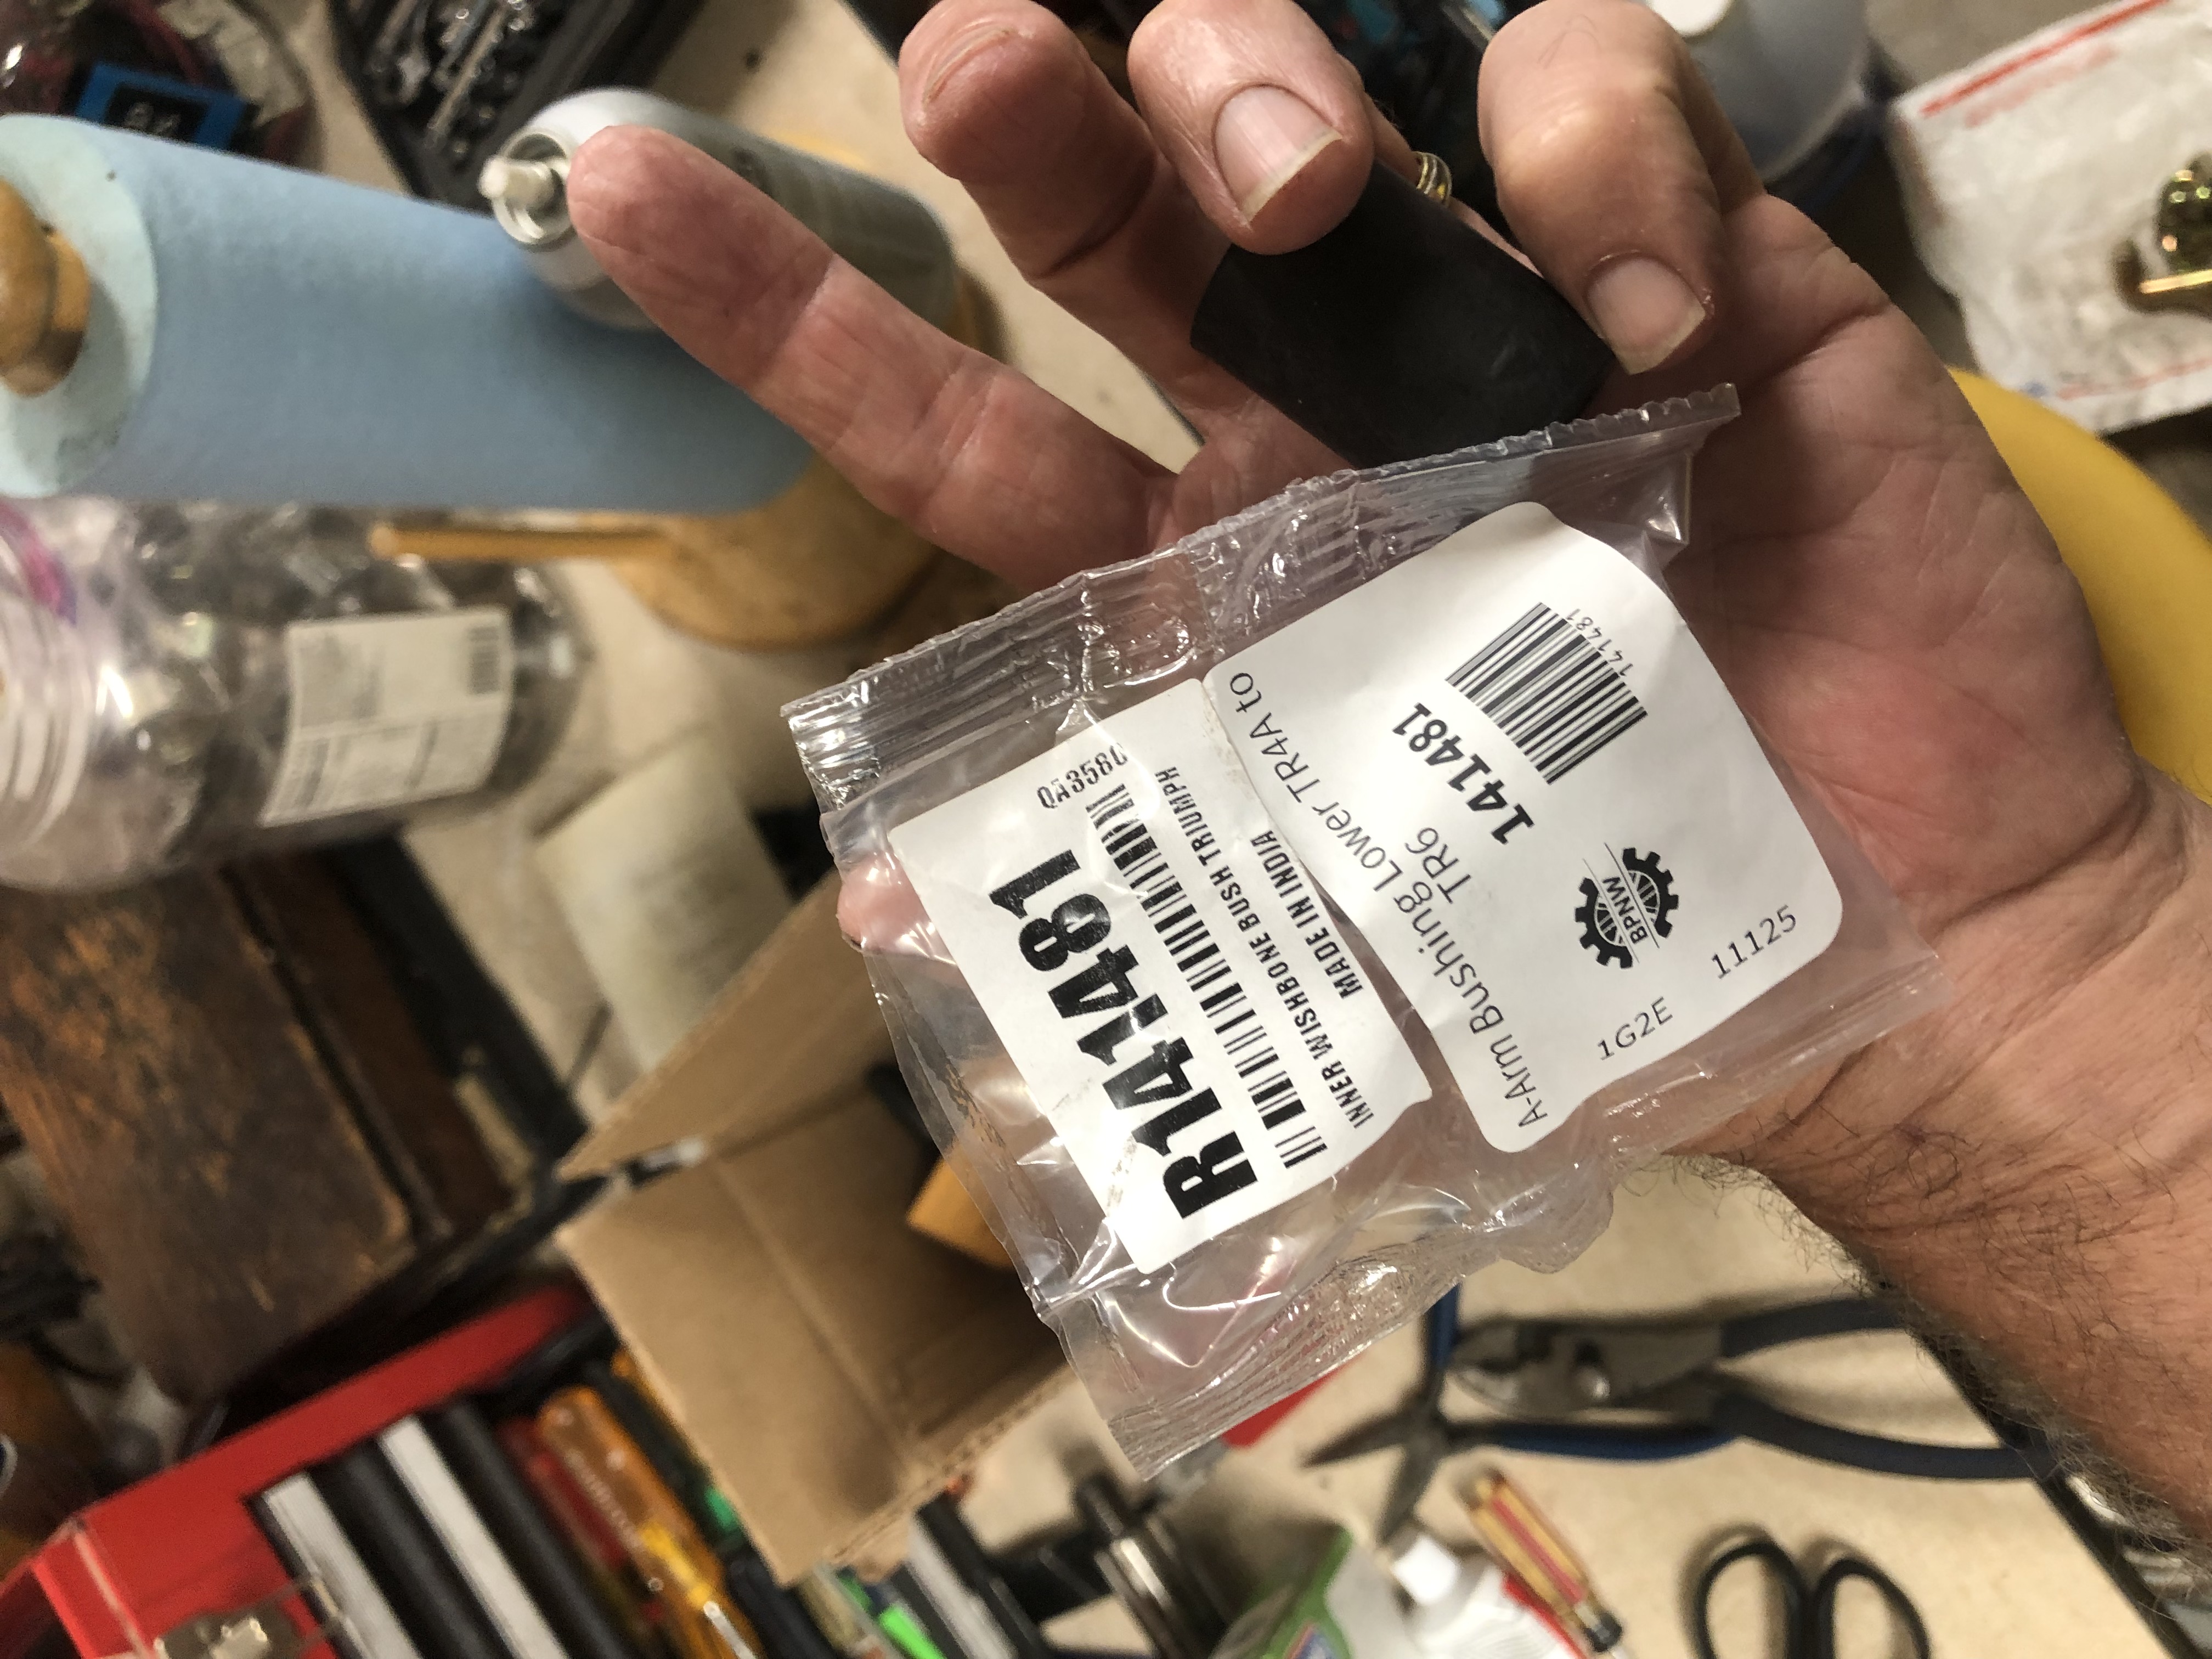 QA3580
R141481
INNER WISHBONE BUSH TRIUMPH
MADE IN INDIA
A-Arm Bushing Lower TR4A to
TR6
141481
141481
BPNW
1G2E
11125